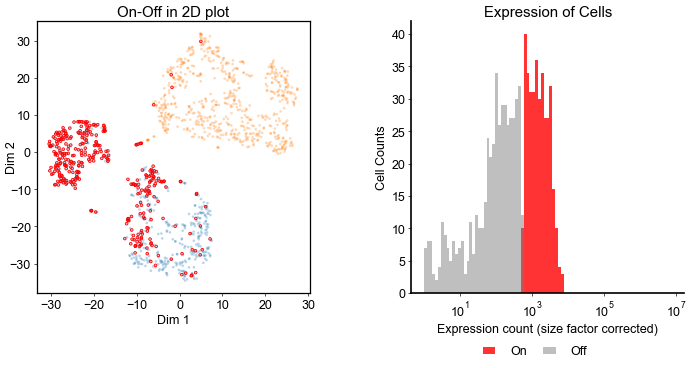 On-Off in 2D plot
30
20
10
0
−10
−20
−30
Dim 2
−30 −20 −10 0 10 20 30
Dim 1
Expression of Cells
40
35
30
25
20
15
10
5
0
Cell Counts
10^1 10^3 10^5 10^7
Expression count (size factor corrected)
On Off